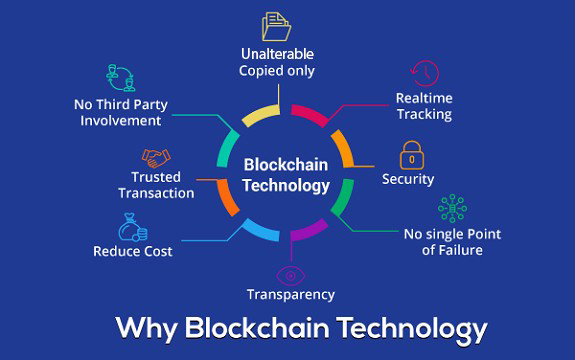 Unalterable
Copied only
No Third Party
Involvement
Realtime
Tracking
Blockchain
Technology
Trusted
Transaction
Security
Reduce Cost
No single Point
of Failure
Transparency
Why Blockchain Technology